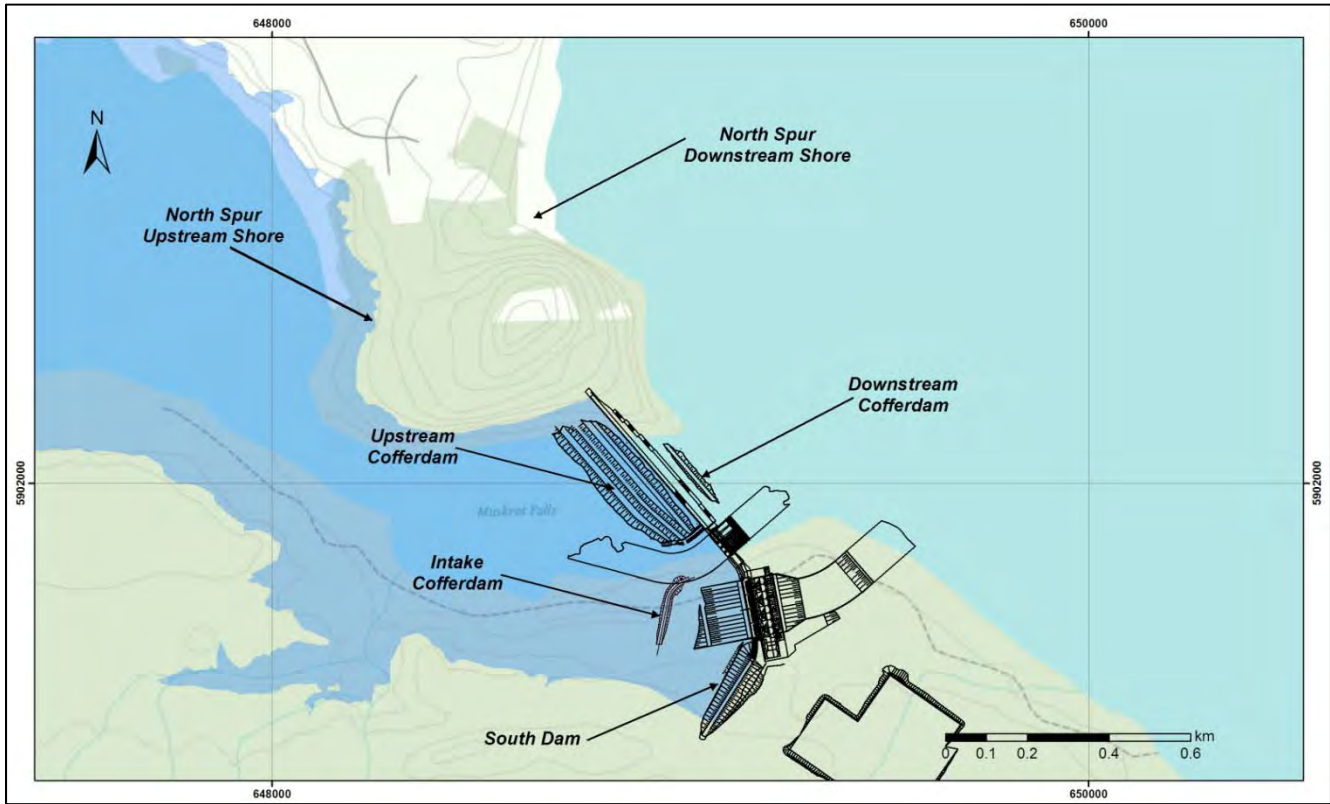 648000
650000
N
North Spur
Downstream Shore
North Spur
Upstream Shore
Downstream
Cofferdam
Upstream
Cofferdam
5902000
5902000
Muskrat Falls
Intake
Cofferdam
South Dam
km
0 0.1 0.2 0.4 0.6
648000
650000